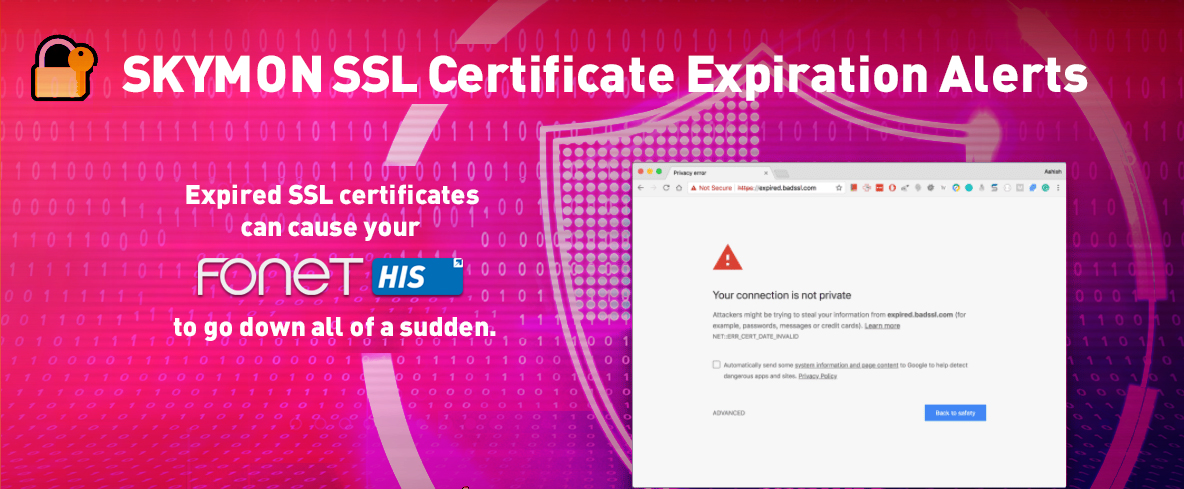 SKYMON SSL Certificate Expiration Alerts
Expired SSL certificates
can cause your
FONET HIS
to go down all of a sudden.
Privacy error
Ashish
Not Secure https://expired.badssl.com
Your connection is not private
Attackers might be trying to steal your information from expired.badssl.com (for
example, passwords, messages or credit cards). Learn more
NET::ERR_CERT_DATE_INVALID
Automatically send some system information and page content to Google to help detect
dangerous apps and sites. Privacy Policy
ADVANCED
Back to safety